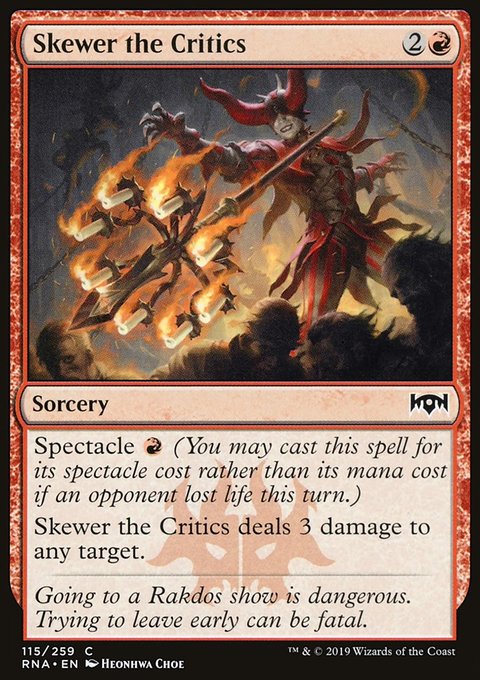 Skewer the Critics 2
Sorcery
Spectacle (You may cast this spell for
its spectacle cost rather than its mana cost
if an opponent lost life this turn.)
Skewer the Critics deals 3 damage to
any target.
Going to a Rakdos show is dangerous.
Trying to leave early can be fatal.
115/259 C
RNA • EN Heonhwa Choe
™ & © 2019 Wizards of the Coast